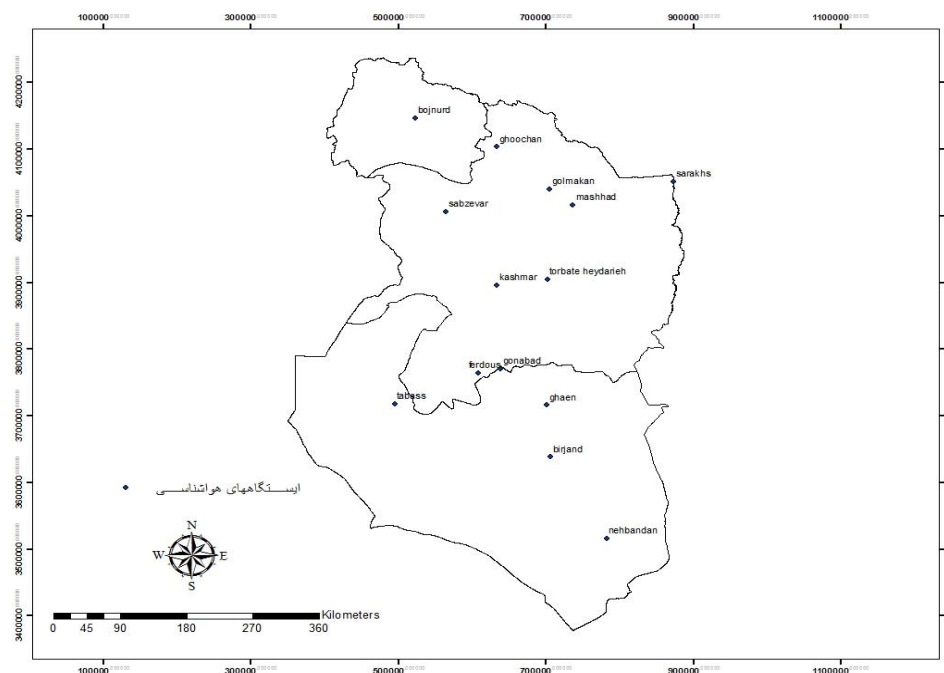 100000 300000 500000 700000 900000 1100000
4200000
4100000
4000000
3900000
3800000
3700000
3600000
3500000
3400000
bojnurd
ghoochan
golmakan
sarakhs
mashhad
sabzevar
torbate heydarieh
kashmar
gonabad
ferdous
tabass
ghaen
birjand
nehbandan
ایستگاههای هواشناسی
N
W E
S
Kilometers
0 45 90 180 270 360
100000 300000 500000 700000 900000 1100000